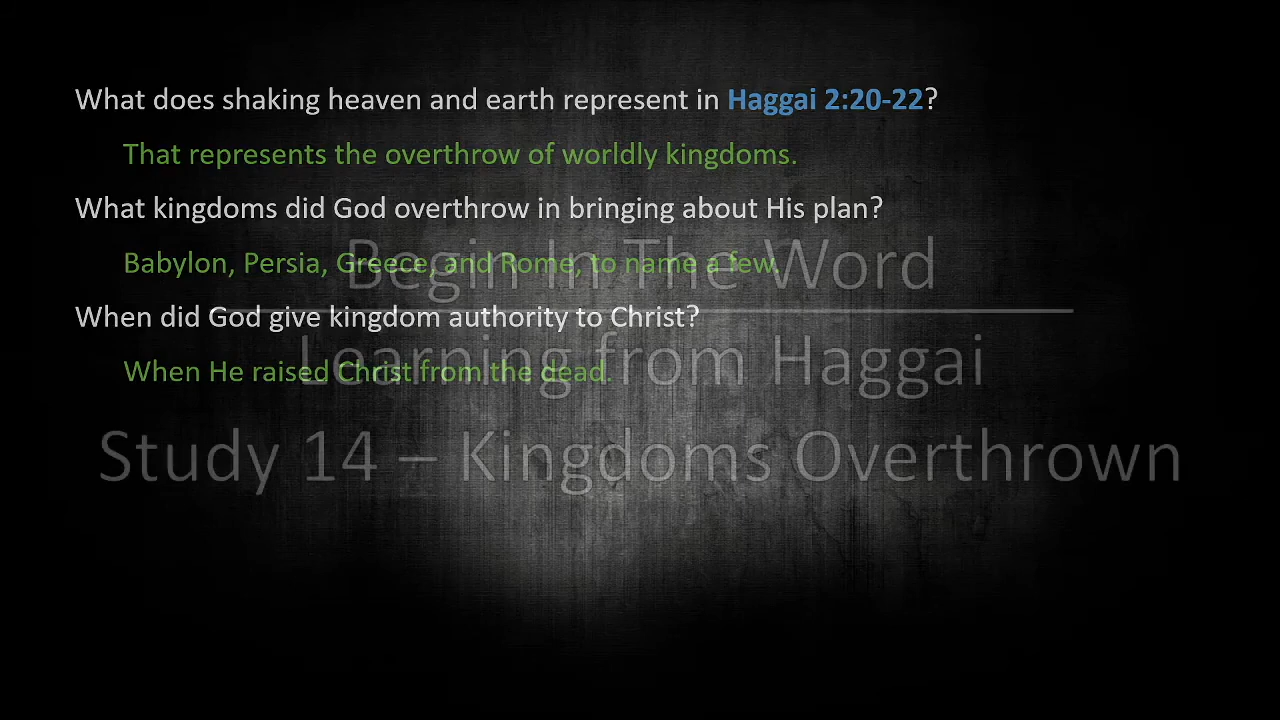 What does shaking heaven and earth represent in Haggai 2:20-22?
That represents the overthrow of worldly kingdoms.
What kingdoms did God overthrow in bringing about His plan?
Babylon, Persia, Greece, and Rome, to name a few.
When did God give kingdom authority to Christ?
When He raised Christ from the dead.
Begin In The Word
Learning from Haggai
Study 14 – Kingdoms Overthrown